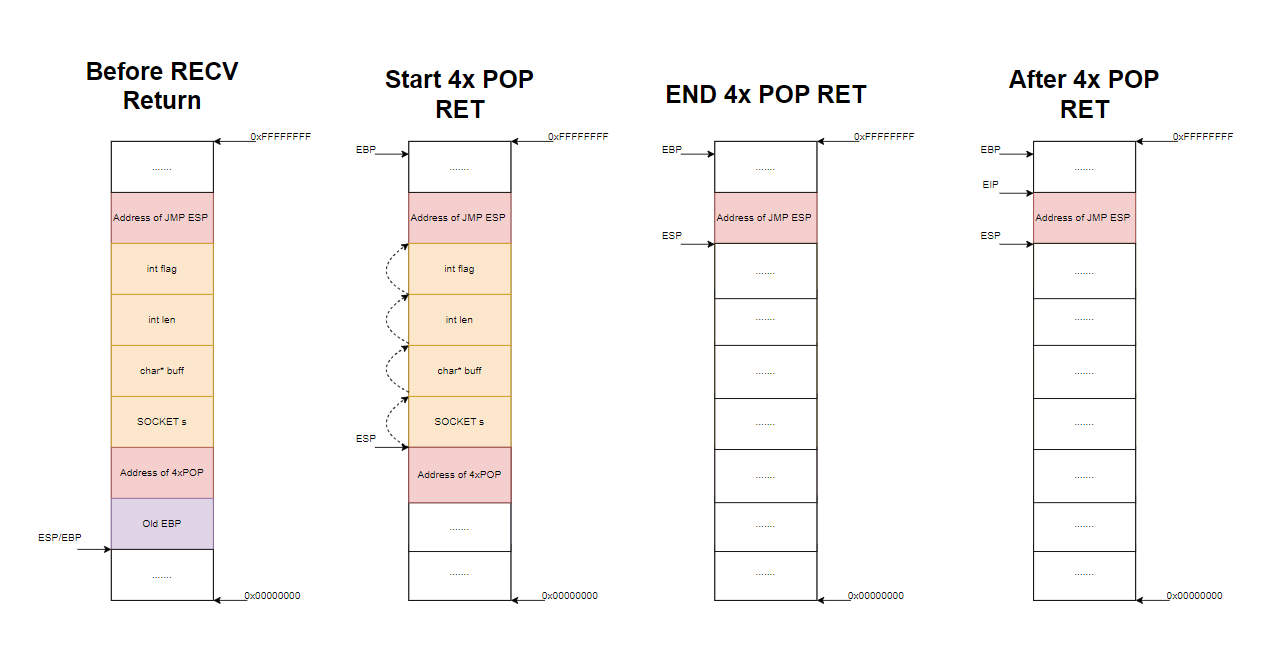 Before RECV
Return
0xFFFFFFFF
.......
Address of JMP ESP
int flag
int len
char* buff
SOCKET s
Address of 4xPOP
Old EBP
ESP/EBP
.......
0x00000000
Start 4x POP
RET
0xFFFFFFFF
EBP
.......
Address of JMP ESP
int flag
int len
char* buff
SOCKET s
ESP
Address of 4xPOP
.......
.......
0x00000000
END 4x POP RET
0xFFFFFFFF
EBP
.......
Address of JMP ESP
ESP
.......
.......
.......
.......
.......
.......
.......
0x00000000
After 4x POP
RET
0xFFFFFFFF
EBP
.......
EIP
Address of JMP ESP
ESP
.......
.......
.......
.......
.......
.......
.......
0x00000000